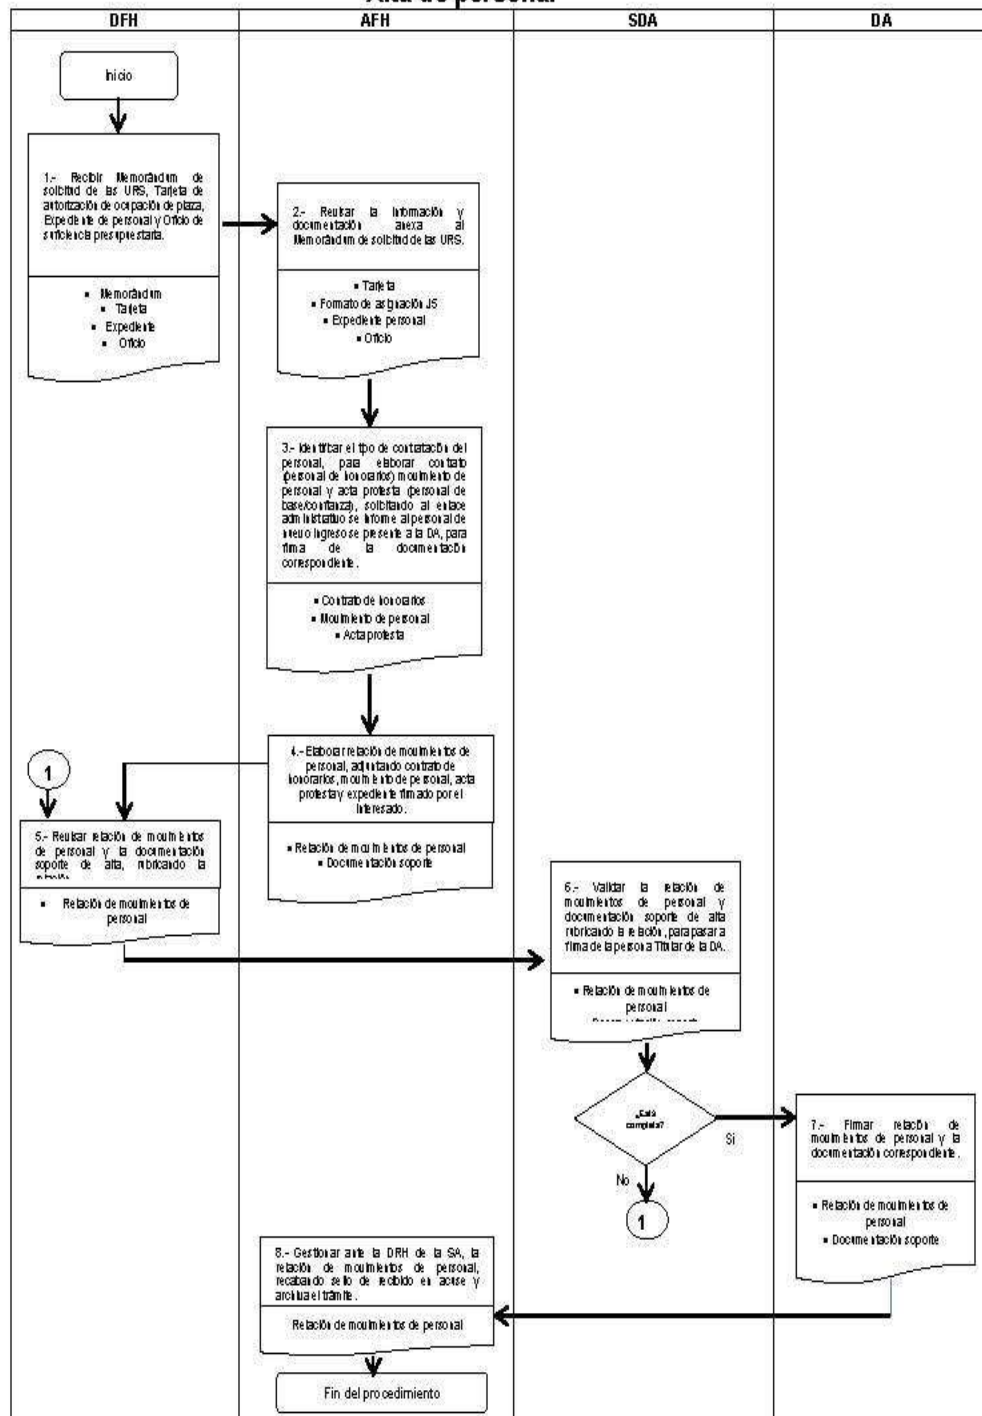 Alta de personal
DFH
AFH
SDA
DA
Inicio
1.- Recibir Memorándum de
solicitud de las URS, Tarjeta de
autorización de ocupación de plaza,
Expediente de personal y Oficio de
suficiencia presupuestaria.
▪ Memorándum
▪ Tarjeta
▪ Expediente
▪ Oficio
2.- Revisar la información y
documentación anexa al
Memorándum de solicitud de las URS.
▪ Tarjeta
▪ Formato de asignación JS
▪ Expediente personal
▪ Oficio
3.- Identificar el tipo de contratación del
personal, para elaborar contrato
(personal de honorarios) movimiento de
personal y acta protesta (personal de
base/confianza), solicitando al enlace
administrativo se informe al personal de
nuevo ingreso se presente a la DA, para
firma de la documentación
correspondiente.
▪ Contrato de honorarios
▪ Movimiento de personal
▪ Acta protesta
4.- Elaborar relación de movimientos de
personal, adjuntando contrato de
honorarios, movimiento de personal, acta
protesta y expediente firmado por el
interesado.
▪ Relación de movimientos de personal
▪ Documentación soporte
1
5.- Revisar relación de movimientos
de personal y la documentación
soporte de alta, rubricando la
▪ Relación de movimientos de
personal
6.- Validar la relación de
movimientos de personal y
documentación soporte de alta
rubricando la relación, para pasar a
firma de la persona Titular de la DA.
▪ Relación de movimientos de
personal
¿Está
completa?
Si
No
1
7.- Firmar relación de
movimientos de personal y la
documentación correspondiente.
▪ Relación de movimientos de
personal
▪ Documentación soporte
8.- Gestionar ante la DRH de la SA, la
relación de movimientos de personal,
recabando sello de recibido en acuse y
archiva el trámite.
Relación de movimientos de personal
Fin del procedimiento